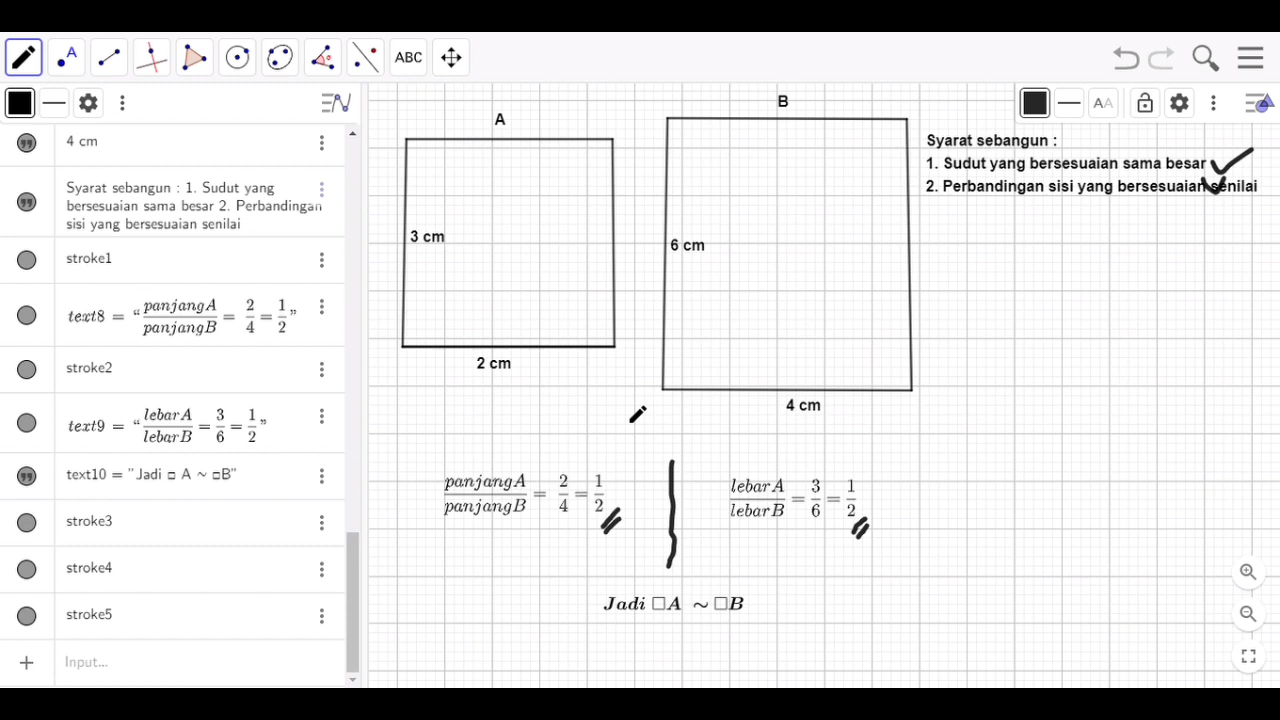 A
ABC
AA
4 cm
Syarat sebangun : 1. Sudut yang
bersesuaian sama besar 2. Perbandingan
sisi yang bersesuaian senilai
stroke1
text8 = “panjangA/panjangB = 2/4 = 1/2”
stroke2
text9 = “lebarA/lebarB = 3/6 = 1/2”
text10 = "Jadi □ A ~ □B"
stroke3
stroke4
stroke5
Input...
A
3 cm
2 cm
B
6 cm
4 cm
Syarat sebangun :
1. Sudut yang bersesuaian sama besar
2. Perbandingan sisi yang bersesuaian senilai
panjangA/panjangB = 2/4 = 1/2
lebarA/lebarB = 3/6 = 1/2
Jadi □A ~ □B